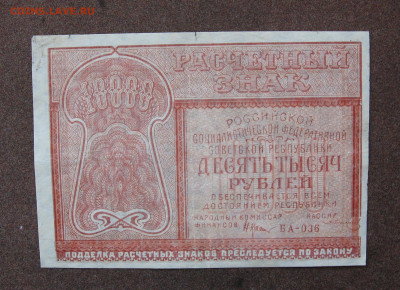 COINS.LAVE.RU
10000
10000
РАСЧЕТНЫЙ
ЗНАК
РОССИЙСКОЙ
СОЦИАЛИСТИЧЕСКОЙ ФЕДЕРАТИВНОЙ
СОВЕТСКОЙ РЕСПУБЛИКИ
ДЕСЯТЬ ТЫСЯЧ
РУБЛЕЙ
ОБЕСПЕЧИВАЕТСЯ ВСЕМ
ДОСТОЯНИЕМ РЕСПУБЛИКИ
НАРОДНЫЙ КОМИССАР
КАССИР
ФИНАНСОВ
БА-036
ПОДДЕЛКА РАСЧЕТНЫХ ЗНАКОВ ПРЕСЛЕДУЕТСЯ ПО ЗАКОНУ